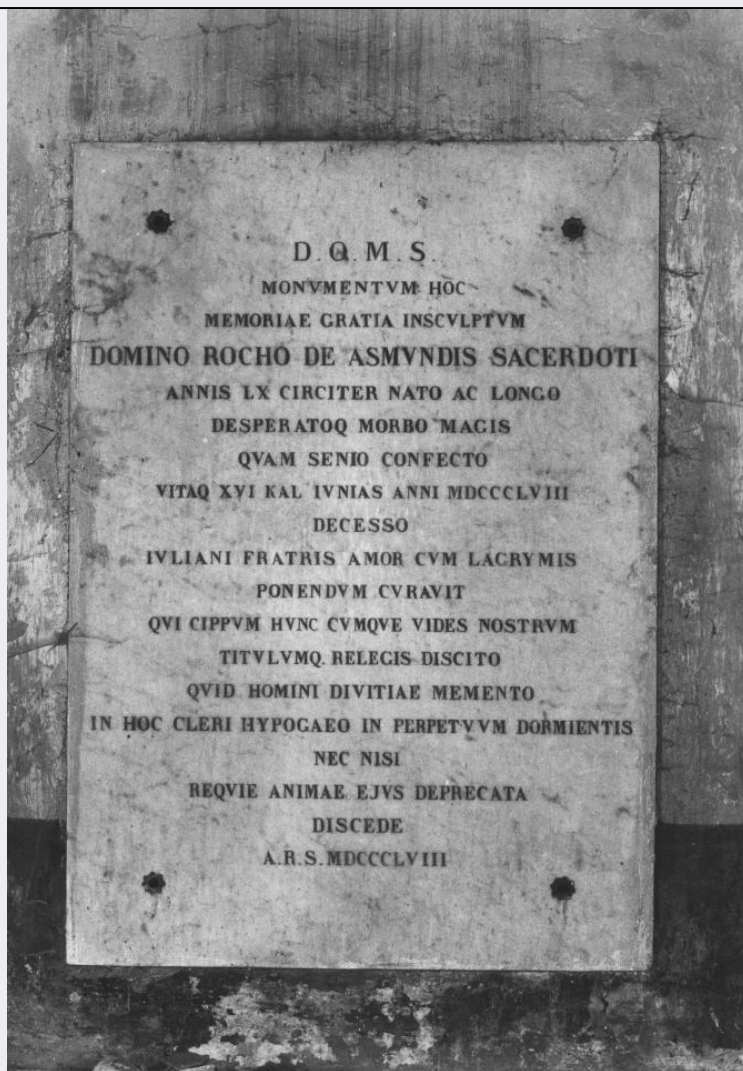 D.O.M.S.
MONVMENTVM HOC
MEMORIAE GRATIA INSCVLPTVM
DOMINO ROCHO DE ASMVNDIS SACERDOTI
ANNIS LX CIRCITER NATO AC LONGO
DESPERATOQ MORBO MAGIS
QVAM SENIO CONFECTO
VITAQ XVI KAL IVNIAS ANNI MDCCCLVIII
DECESSO
IVLIANI FRATRIS AMOR CVM LACRYMIS
PONENDVM CVRAVIT
QVI CIPPVM HVNC CVMQVE VIDES NOSTRVM
TITVLVMQ. RELEGIS DISCITO
QVID HOMINI DIVITIAE MEMENTO
IN HOC CLERI HYPOGAEO IN PERPETVVM DORMIENTIS
NEC NISI
REQVIE ANIMAE EJVS DEPRECATA
DISCEDE
A.R.S. MDCCCLVIII